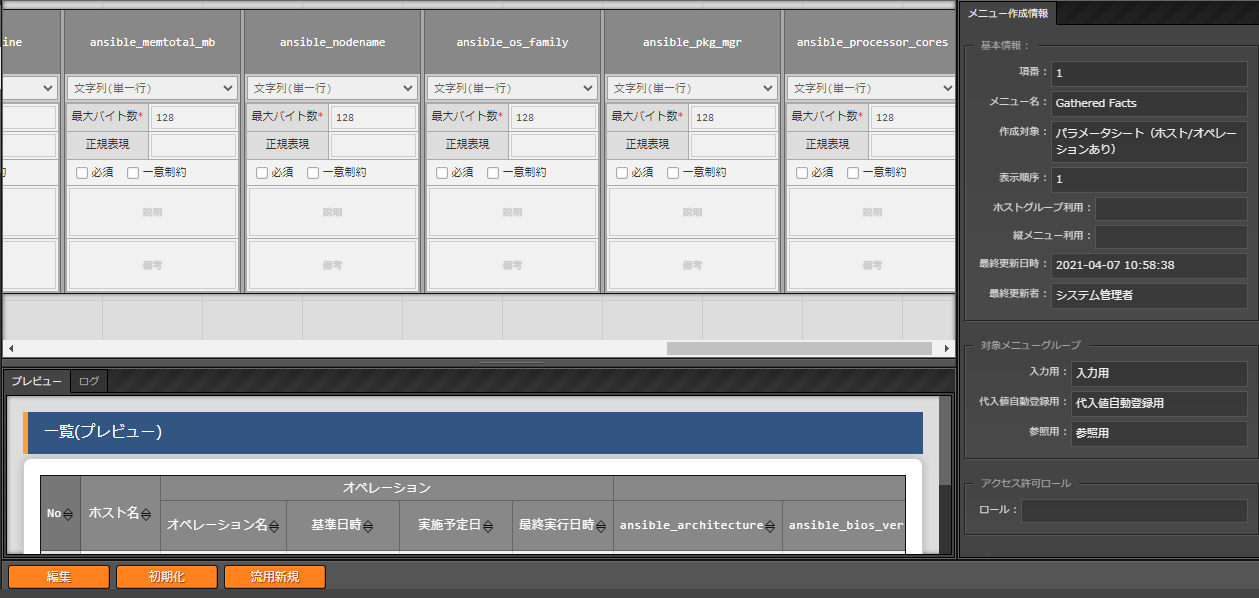 ine
ansible_memtotal_mb
ansible_nodename
ansible_os_family
ansible_pkg_mgr
ansible_processor_cores
文字列(単一行)
文字列(単一行)
文字列(単一行)
文字列(単一行)
文字列(単一行)
最大バイト数* 128
最大バイト数* 128
最大バイト数* 128
最大バイト数* 128
最大バイト数* 128
正規表現
正規表現
正規表現
正規表現
正規表現
必須 一意制約
必須 一意制約
必須 一意制約
必須 一意制約
必須 一意制約
説明
説明
説明
説明
説明
備考
備考
備考
備考
備考
プレビュー
ログ
一覧(プレビュー)
No
ホスト名
オペレーション
オペレーション名
基準日時
実施予定日
最終実行日時
ansible_architecture
ansible_bios_ver
編集
初期化
流用新規
メニュー作成情報
基本情報：
項番： 1
メニュー名： Gathered Facts
作成対象： パラメータシート（ホスト/オペレー
ションあり）
表示順序： 1
ホストグループ利用：
縦メニュー利用：
最終更新日時： 2021-04-07 10:58:38
最終更新者： システム管理者
対象メニューグループ
入力用： 入力用
代入値自動登録用： 代入値自動登録用
参照用： 参照用
アクセス許可ロール
ロール：